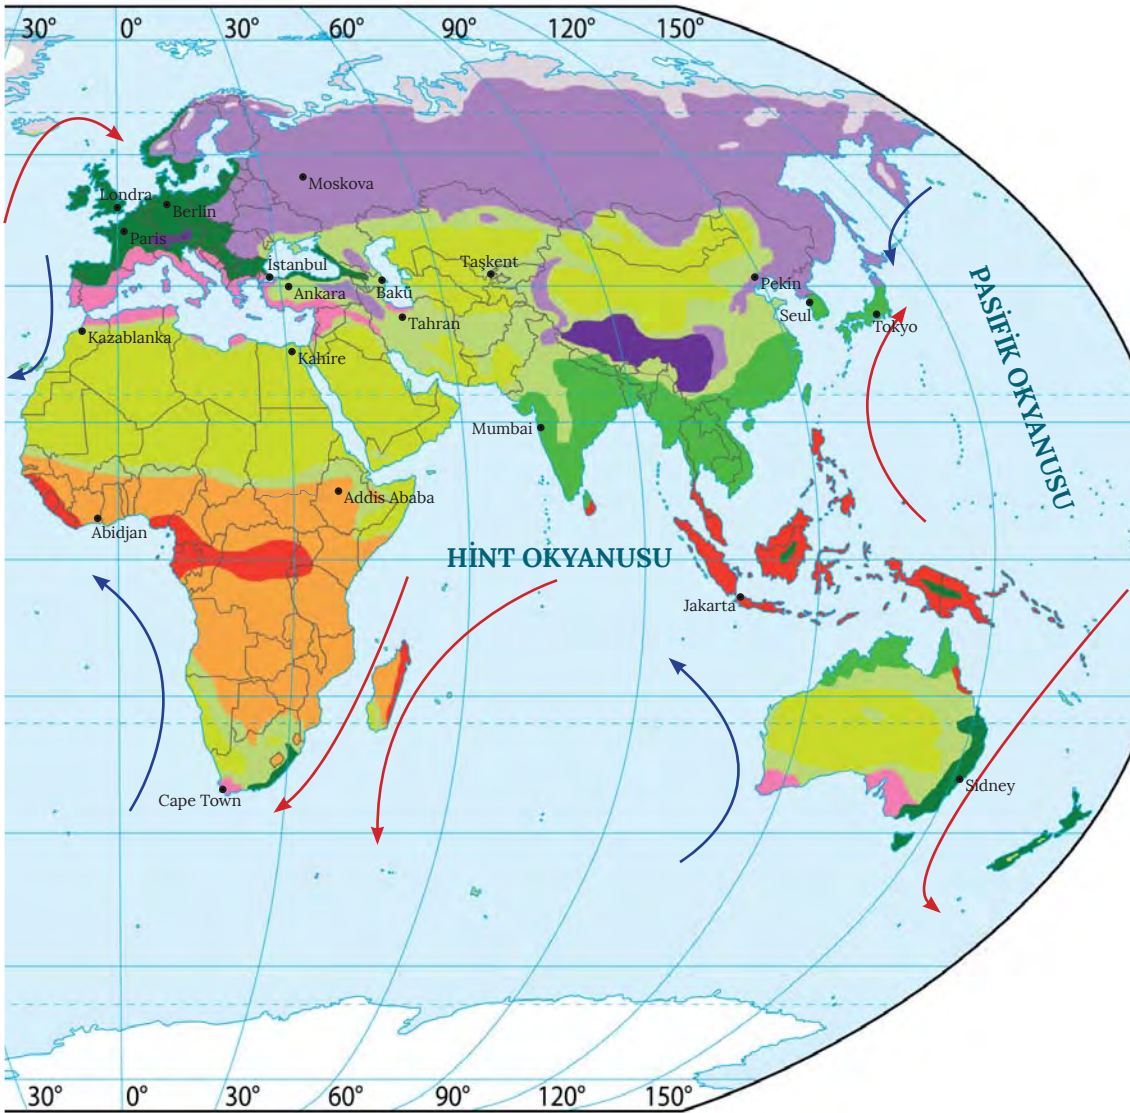 30° 0° 30° 60° 90° 120° 150°
Moskova
Londra
Berlin
Paris
İstanbul
Taşkent
Ankara
Bakü
Pekin
Seul
Tokyo
Tahran
Kazablanka
Kahire
PASİFİK OKYANUSU
Mumbai
Addis Ababa
Abidjan
HİNT OKYANUSU
Jakarta
Sidney
Cape Town
30° 0° 30° 60° 90° 120° 150°